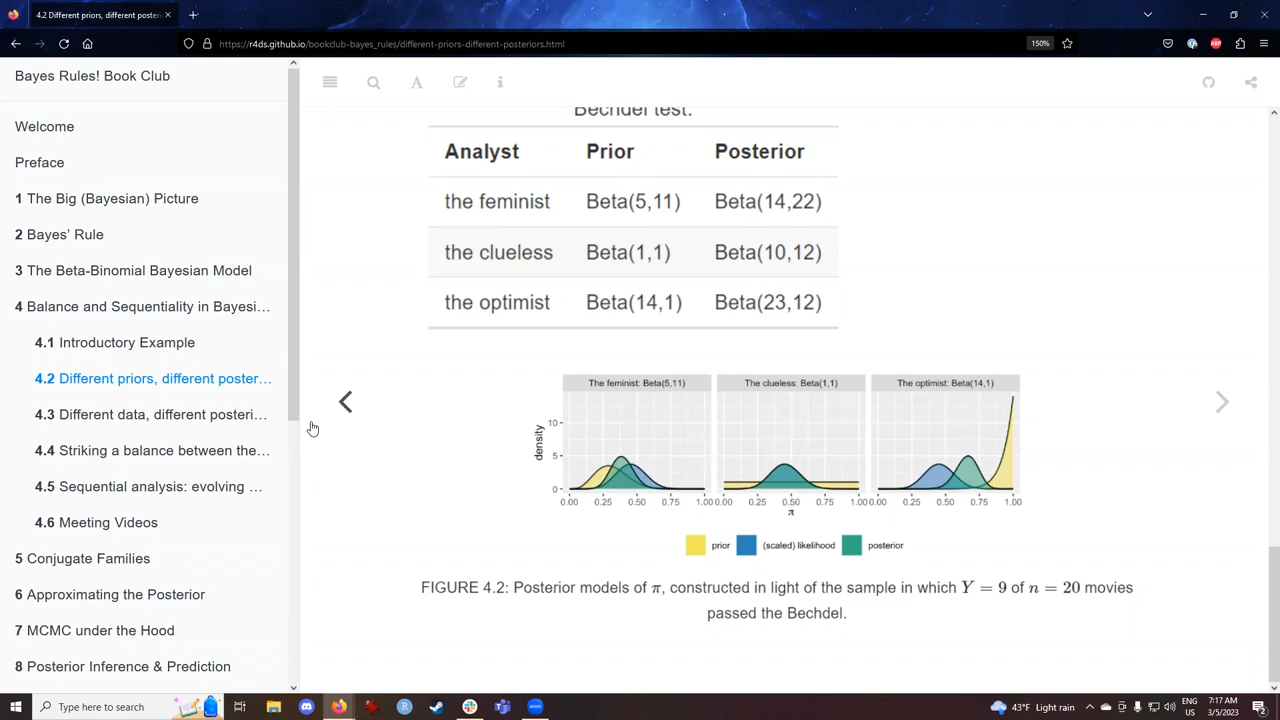 4.2 Different priors, different posteri
https://r4ds.github.io/bookclub-bayes_rules/different-priors-different-posteriors.html
150%
Bayes Rules! Book Club
Welcome
Preface
1 The Big (Bayesian) Picture
2 Bayes' Rule
3 The Beta-Binomial Bayesian Model
4 Balance and Sequentiality in Bayesi...
4.1 Introductory Example
4.2 Different priors, different poster...
4.3 Different data, different posteri...
4.4 Striking a balance between the...
4.5 Sequential analysis: evolving ...
4.6 Meeting Videos
5 Conjugate Families
6 Approximating the Posterior
7 MCMC under the Hood
8 Posterior Inference & Prediction
Bechdel test.
Analyst Prior Posterior
the feminist Beta(5,11) Beta(14,22)
the clueless Beta(1,1) Beta(10,12)
the optimist Beta(14,1) Beta(23,12)
The feminist: Beta(5,11) The clueless: Beta(1,1) The optimist: Beta(14,1)
density
10
5
0
0.00 0.25 0.50 0.75 1.00 0.00 0.25 0.50 0.75 1.00 0.00 0.25 0.50 0.75 1.00
π
prior (scaled) likelihood posterior
FIGURE 4.2: Posterior models of π, constructed in light of the sample in which Y = 9 of n = 20 movies
passed the Bechdel.
Type here to search
43°F Light rain
ENG
US
7:17 AM
3/5/2023